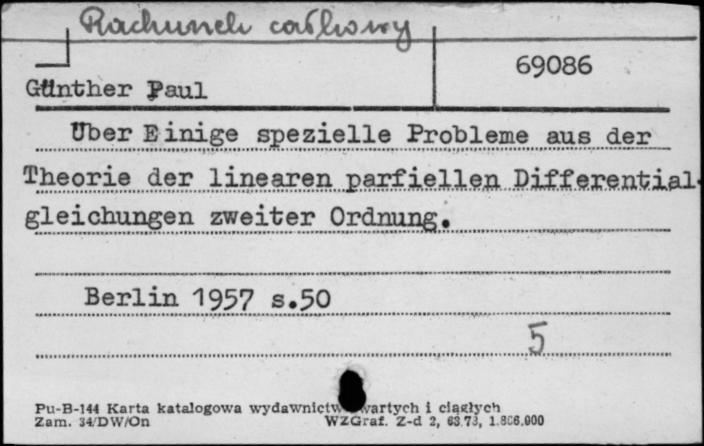 Rachunek całkowy
69086
Günther Paul
Über Einige spezielle Probleme aus der
Theorie der linearen parfiellen Differential-
gleichungen zweiter Ordnung.
Berlin 1957 s.50
5
Pu-B-144 Karta katalogowa wydawnictw zwartych i ciągłych
Zam. 34/DW/On WZGraf. Z-d 2, 63.73, 1.806.000